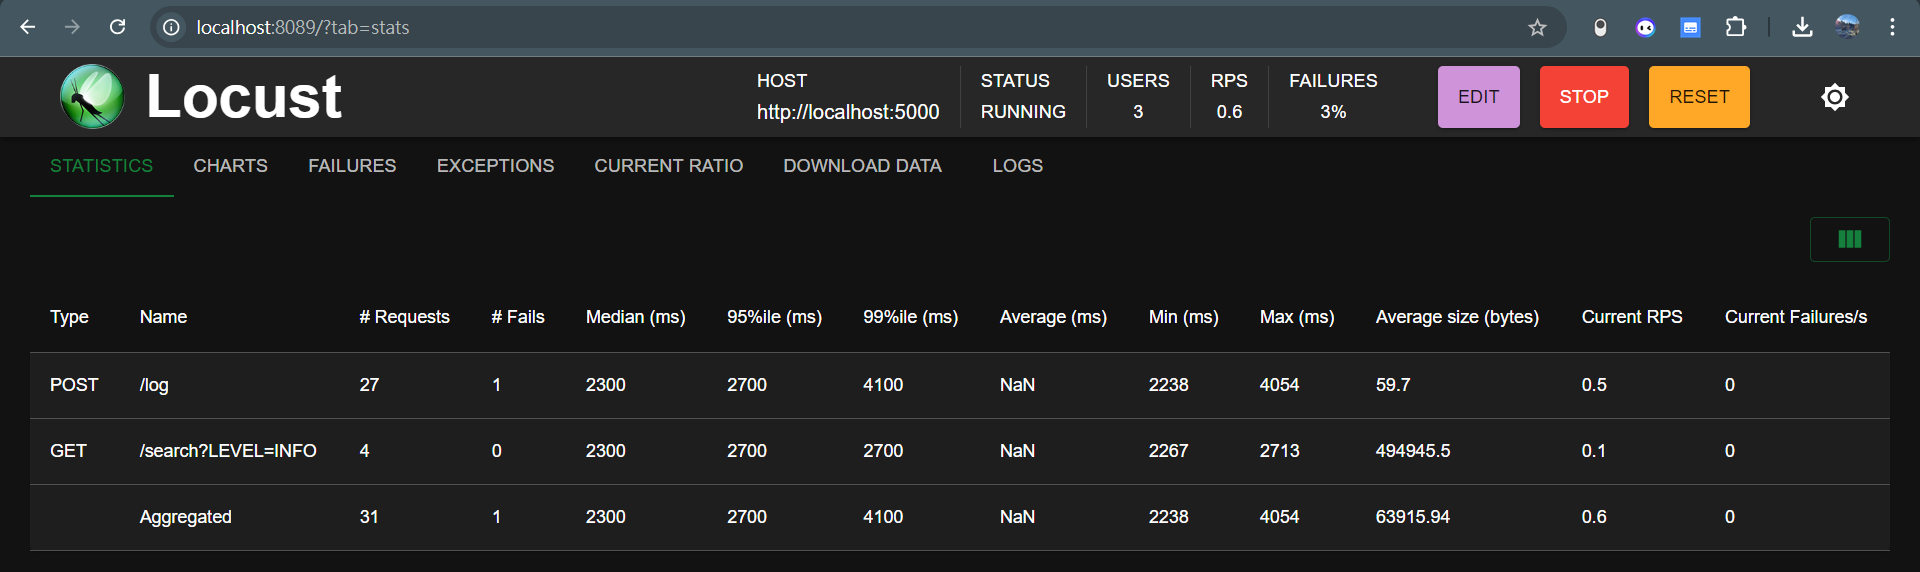 localhost:8089/?tab=stats
Locust
HOST
http://localhost:5000
STATUS
RUNNING
USERS
3
RPS
0.6
FAILURES
3%
EDIT
STOP
RESET
STATISTICS CHARTS FAILURES EXCEPTIONS CURRENT RATIO DOWNLOAD DATA LOGS
Type Name # Requests # Fails Median (ms) 95%ile (ms) 99%ile (ms) Average (ms) Min (ms) Max (ms) Average size (bytes) Current RPS Current Failures/s
POST /log 27 1 2300 2700 4100 NaN 2238 4054 59.7 0.5 0
GET /search?LEVEL=INFO 4 0 2300 2700 2700 NaN 2267 2713 494945.5 0.1 0
Aggregated 31 1 2300 2700 4100 NaN 2238 4054 63915.94 0.6 0